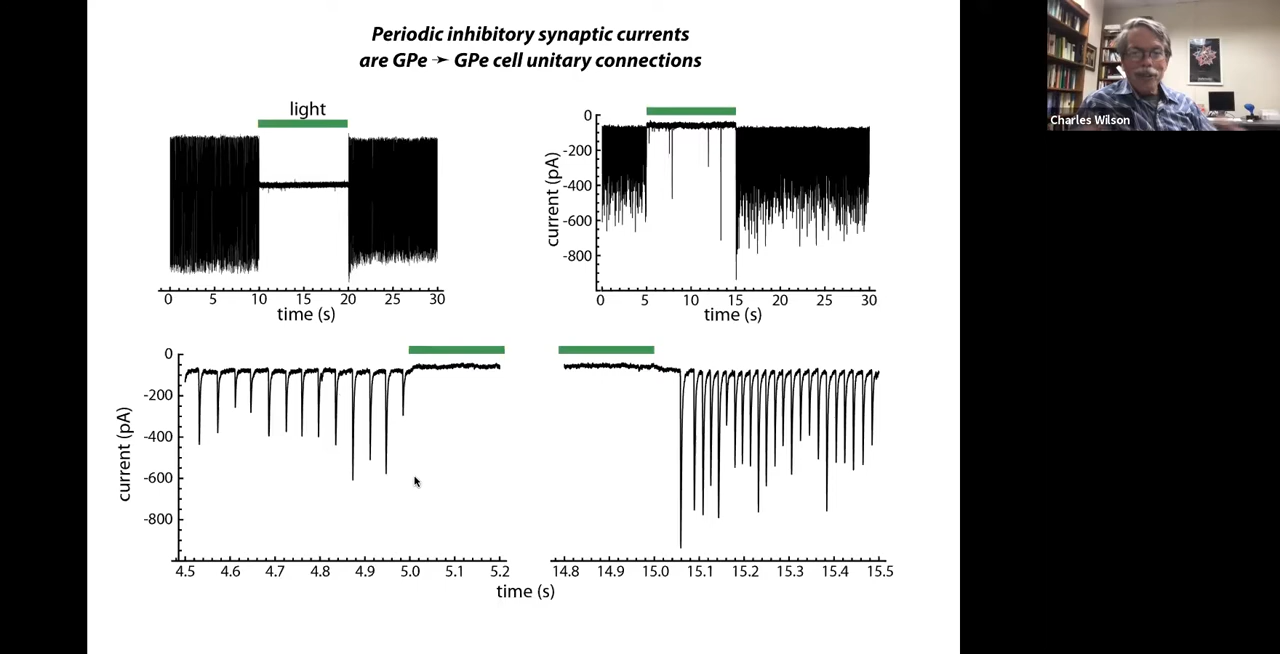 Periodic inhibitory synaptic currents
are GPe → GPe cell unitary connections
light
0 5 10 15 20 25 30
time (s)
0
-200
-400
-600
-800
current (pA)
0 5 10 15 20 25 30
time (s)
0
-200
-400
-600
-800
current (pA)
4.5 4.6 4.7 4.8 4.9 5.0 5.1 5.2
14.8 14.9 15.0 15.1 15.2 15.3 15.4 15.5
time (s)
Charles Wilson